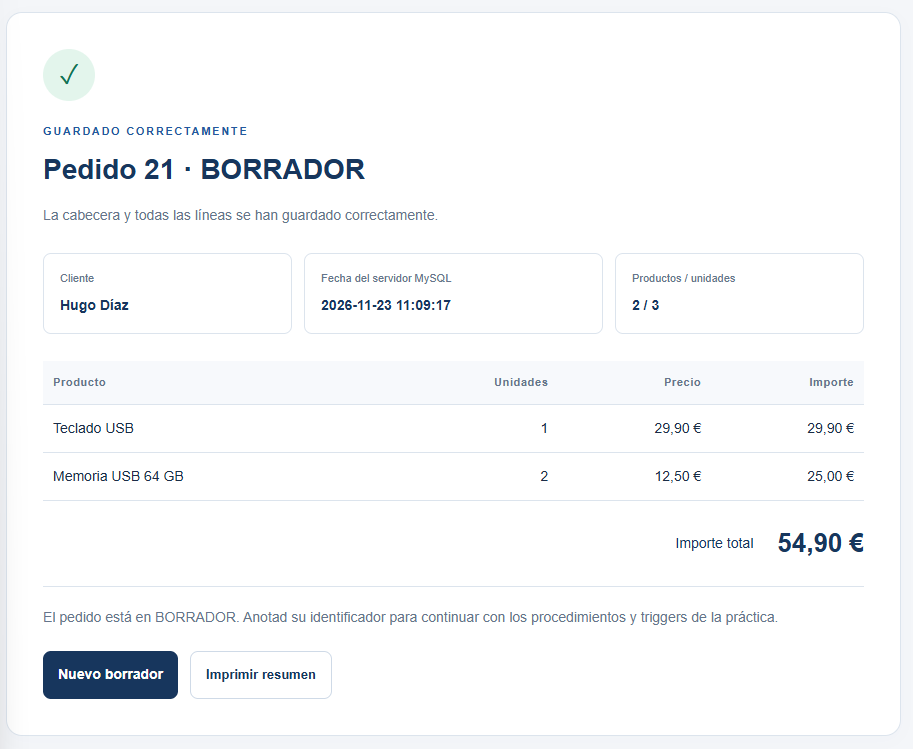 ✓
GUARDADO CORRECTAMENTE
Pedido 21 · BORRADOR
La cabecera y todas las líneas se han guardado correctamente.
Cliente
Hugo Díaz
Fecha del servidor MySQL
2026-11-23 11:09:17
Productos / unidades
2 / 3
Producto Unidades Precio Importe
Teclado USB 1 29,90 € 29,90 €
Memoria USB 64 GB 2 12,50 € 25,00 €
Importe total 54,90 €
El pedido está en BORRADOR. Anotad su identificador para continuar con los procedimientos y triggers de la práctica.
Nuevo borrador
Imprimir resumen